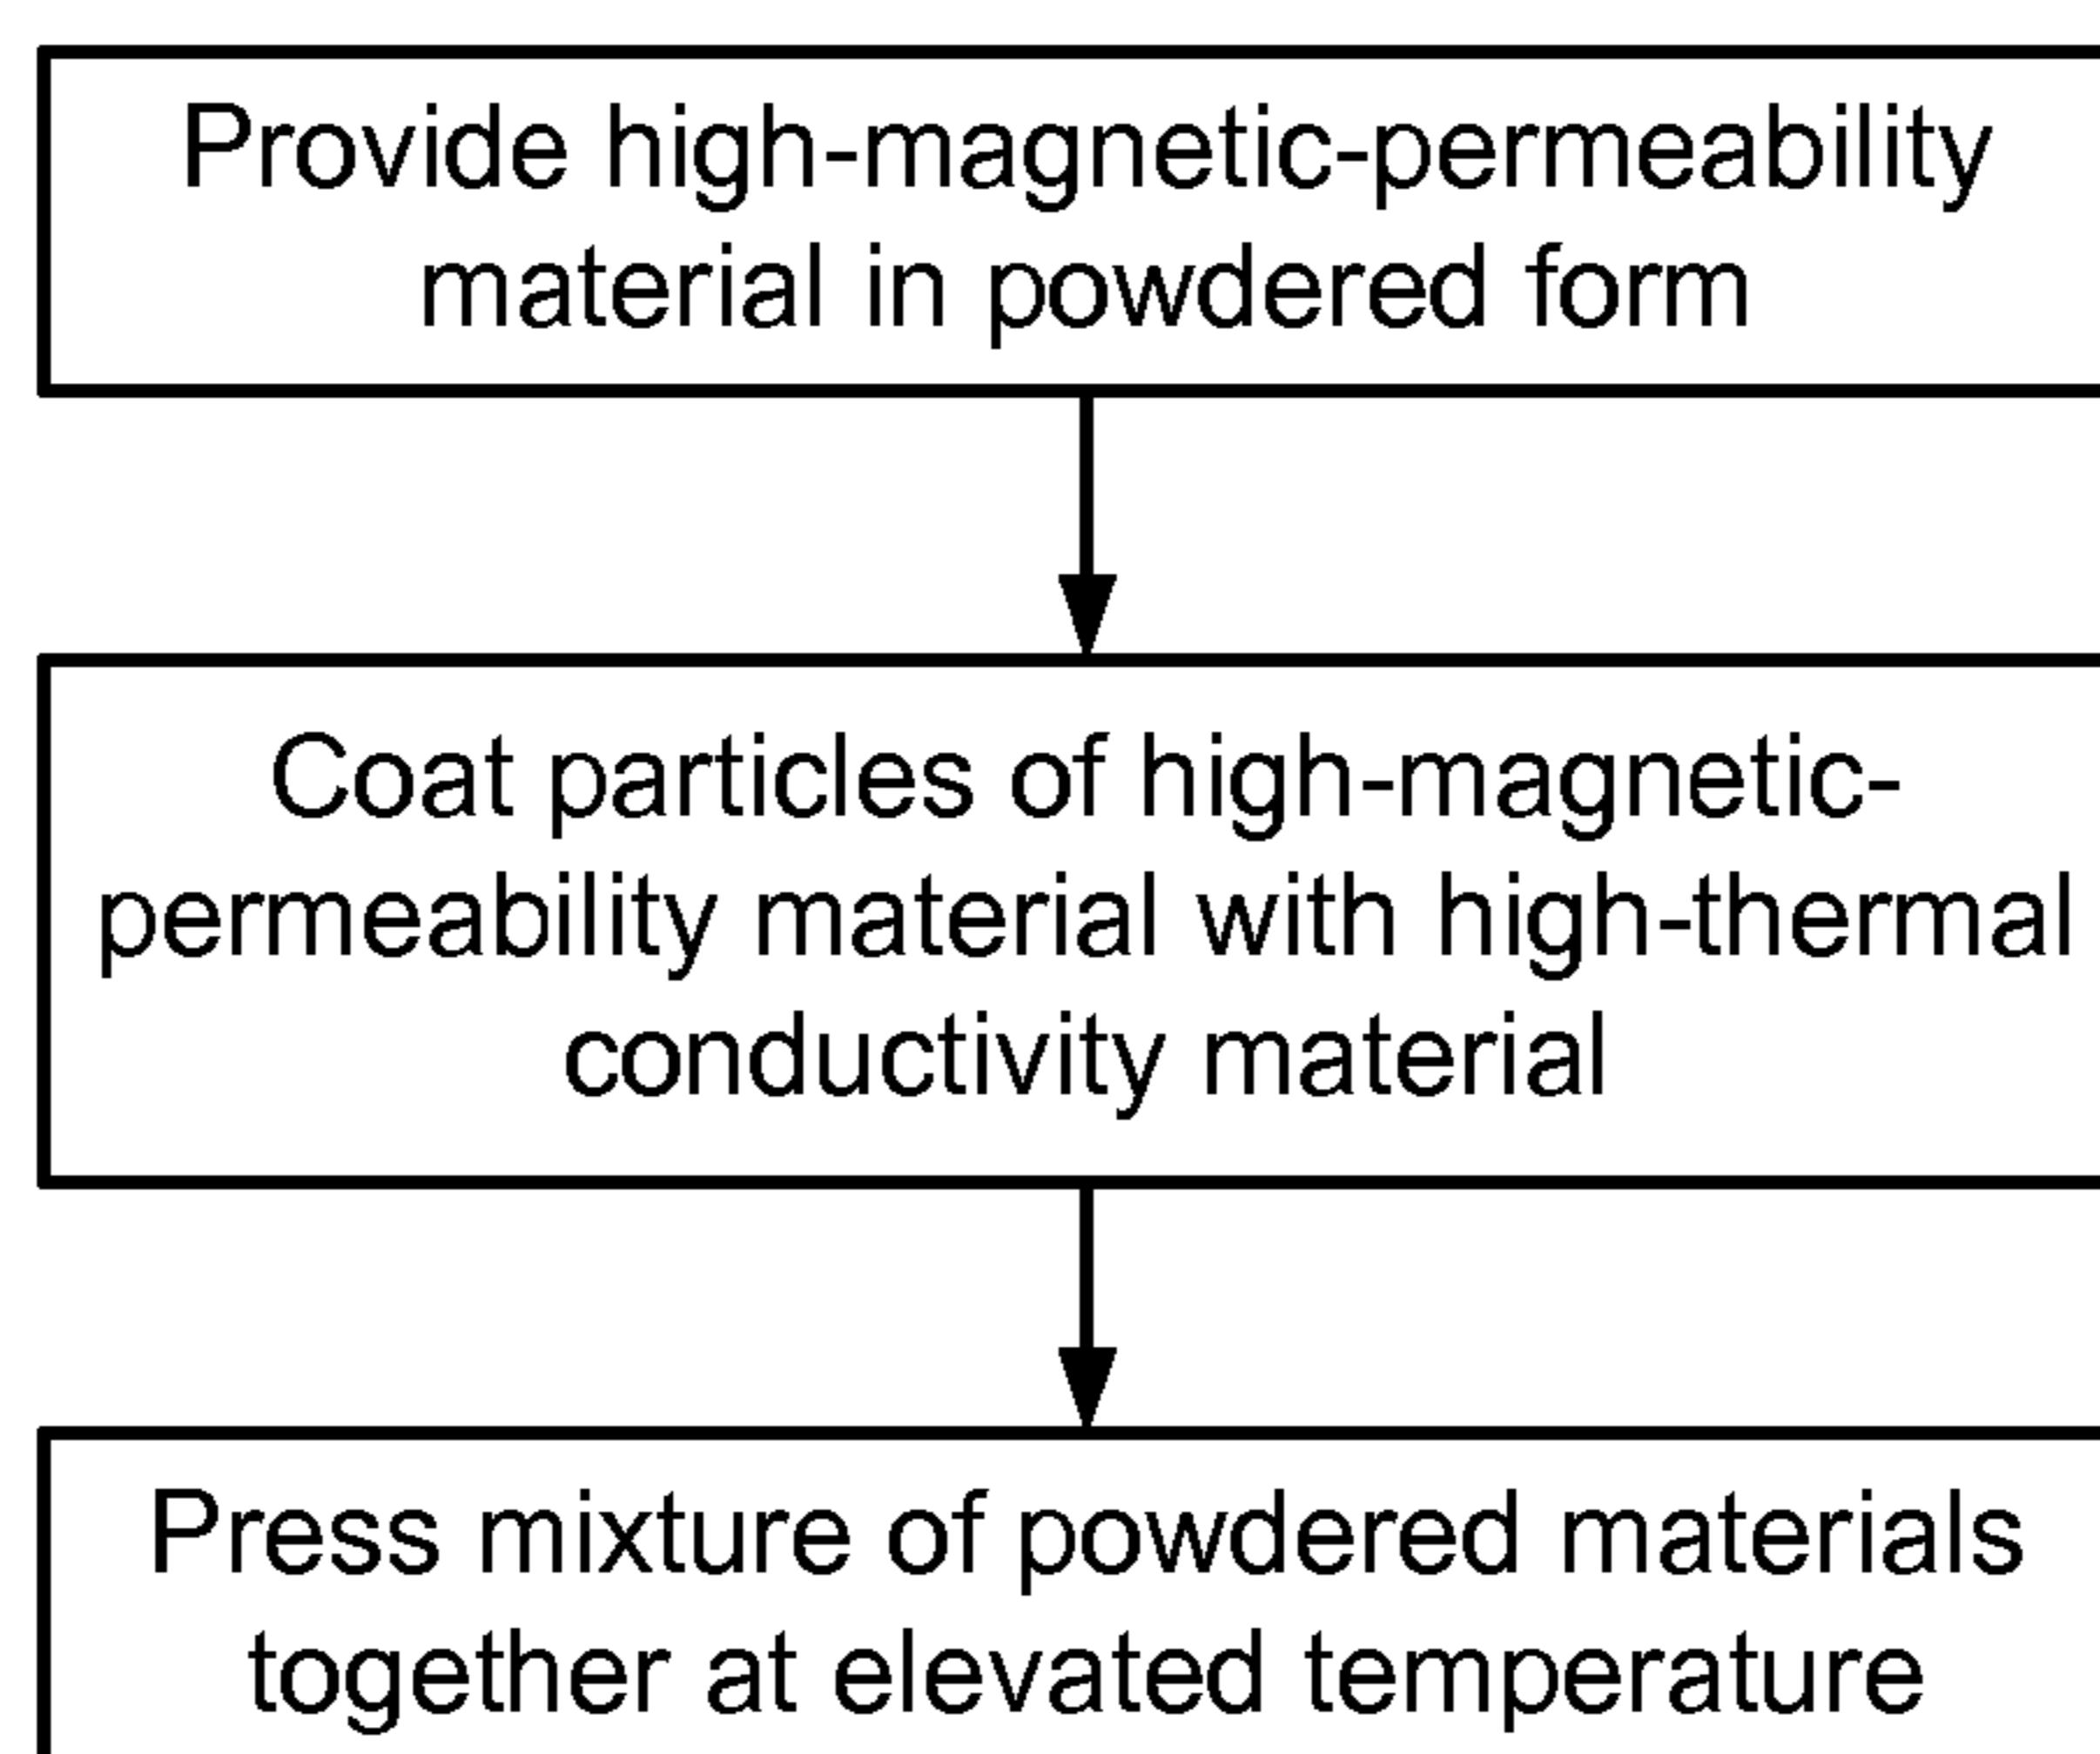 Provide high-magnetic-permeability
material in powdered form
Coat particles of high-magnetic-
permeability material with high-thermal
conductivity material
Press mixture of powdered materials
together at elevated temperature